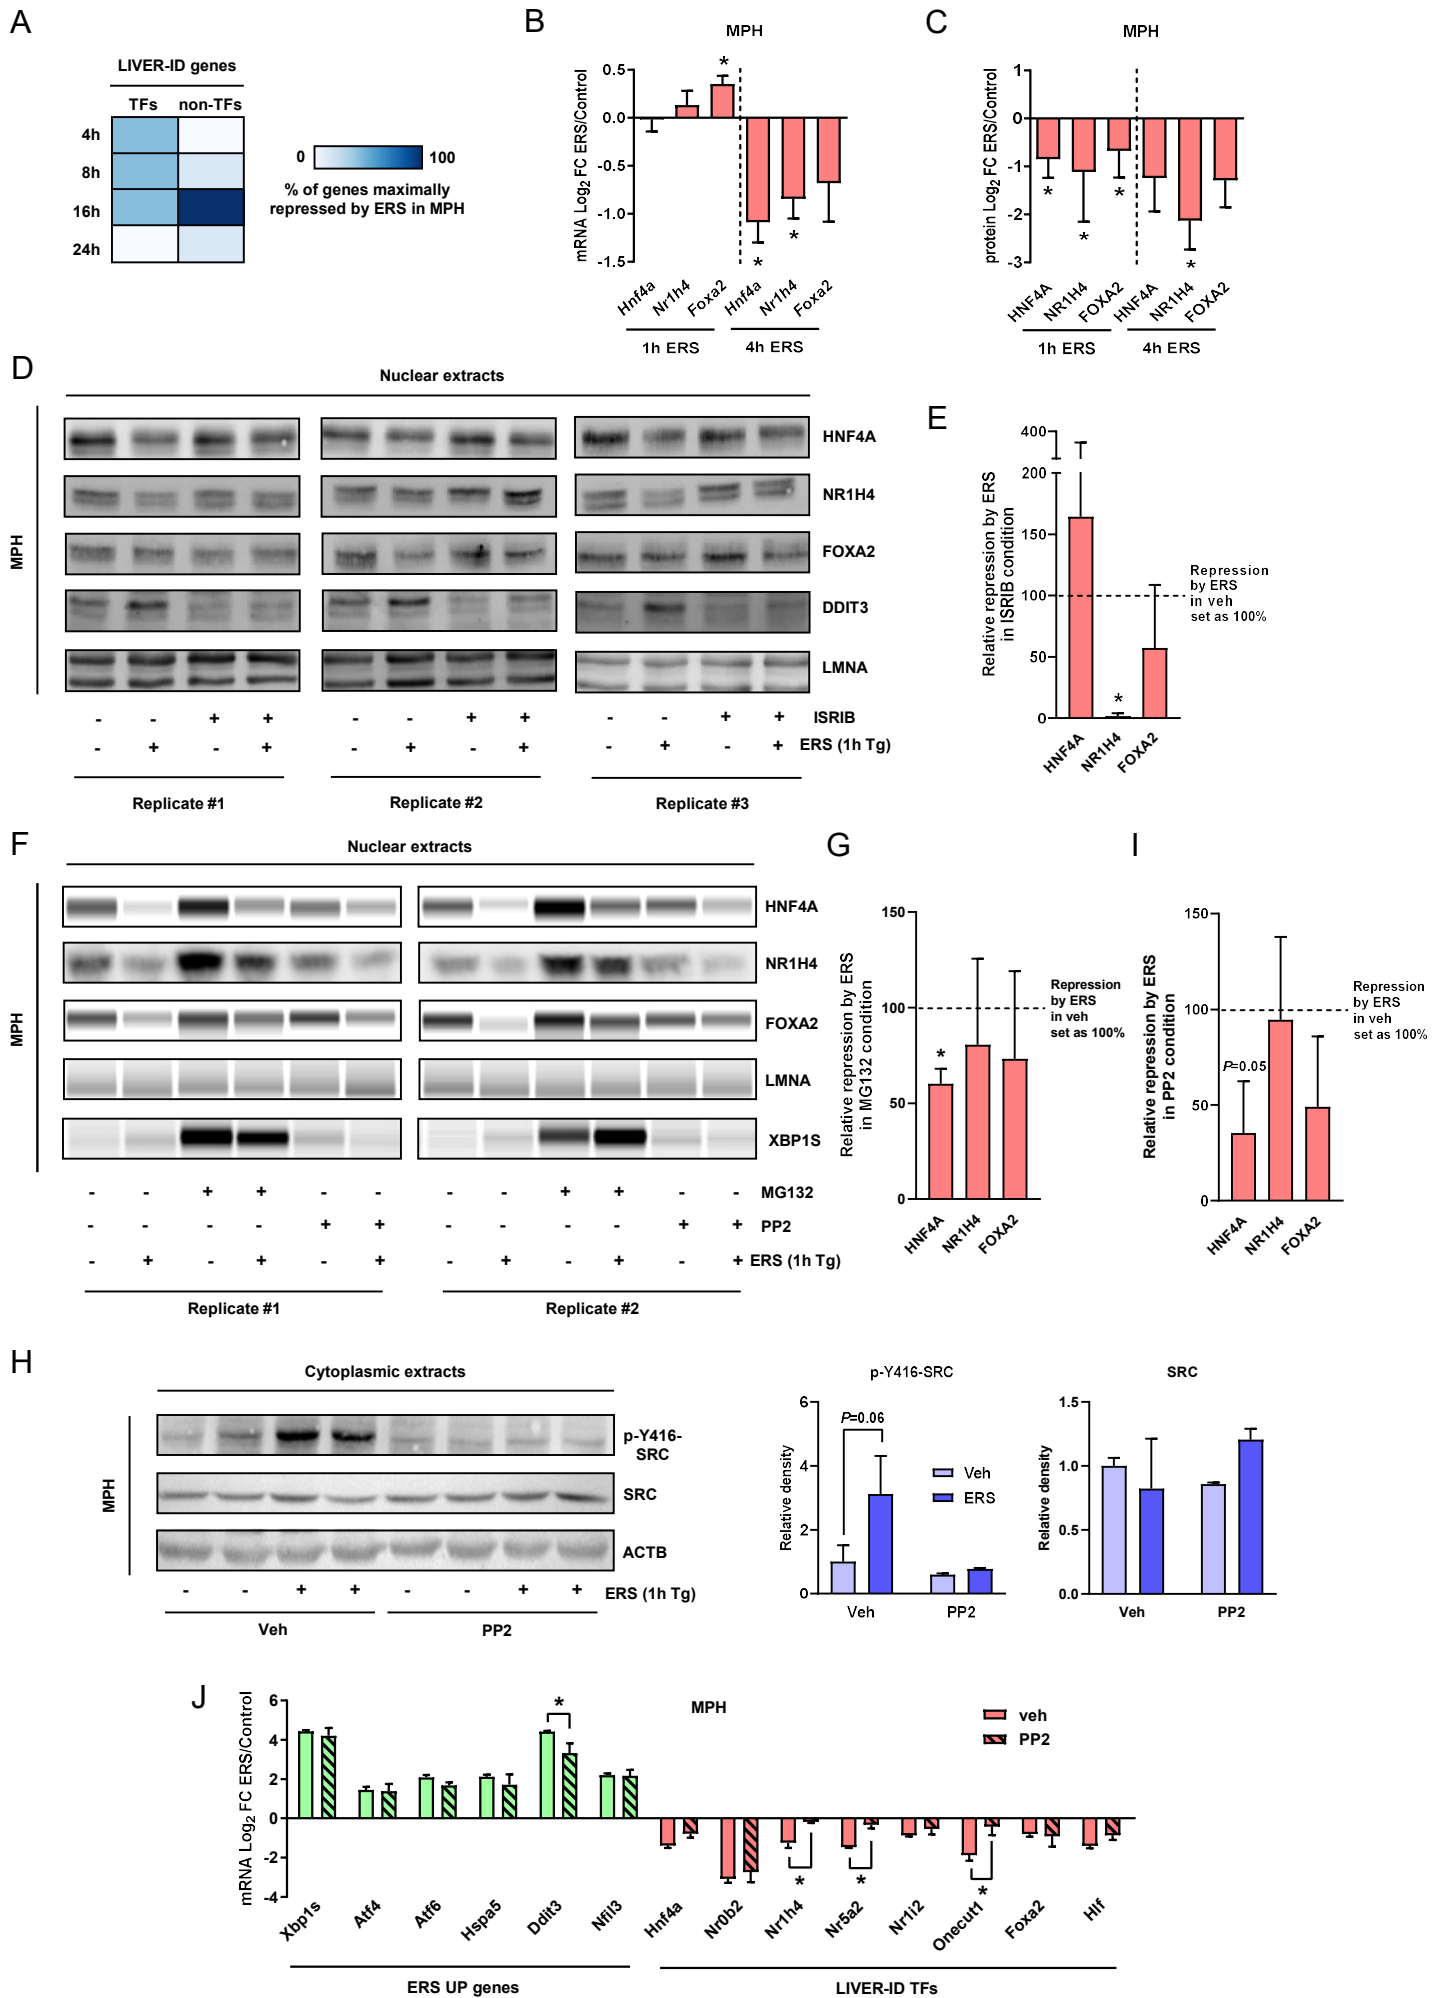 A
LIVER-ID genes
TFs non-TFs
4h
8h
16h
24h
0 100
% of genes maximally
repressed by ERS in MPH
B
MPH
mRNA Log2 FC ERS/Control
0.5
0.0
-0.5
-1.0
-1.5
*
*
*
Hnf4a
Nr1h4
Foxa2
Hnf4a
Nr1h4
Foxa2
1h ERS
4h ERS
C
MPH
protein Log2 FC ERS/Control
1
0
-1
-2
-3
*
*
*
*
HNF4A
NR1H4
FOXA2
HNF4A
NR1H4
FOXA2
1h ERS
4h ERS
D
Nuclear extracts
MPH
HNF4A
NR1H4
FOXA2
DDIT3
LMNA
- - + + - - + + - - + + ISRIB
- + - + - + - + - + - + ERS (1h Tg)
Replicate #1
Replicate #2
Replicate #3
E
Relative repression by ERS
in ISRIB condition
400
200
150
100
50
0
*
Repression
by ERS
in veh
set as 100%
HNF4A
NR1H4
FOXA2
F
Nuclear extracts
MPH
HNF4A
NR1H4
FOXA2
LMNA
XBP1S
- - + + - - - - + + - - MG132
- - - - + + - - - - + + PP2
- + - + - + - + - + - + ERS (1h Tg)
Replicate #1
Replicate #2
G
Relative repression by ERS
in MG132 condition
150
100
50
0
*
Repression
by ERS
in veh
set as 100%
HNF4A
NR1H4
FOXA2
I
Relative repression by ERS
in PP2 condition
150
100
50
0
P=0.05
Repression
by ERS
in veh
set as 100%
HNF4A
NR1H4
FOXA2
H
Cytoplasmic extracts
MPH
p-Y416-
SRC
SRC
ACTB
- - + + - - + + ERS (1h Tg)
Veh
PP2
p-Y416-SRC
Relative density
6
4
2
0
P=0.06
Veh
ERS
Veh
PP2
SRC
Relative density
1.5
1.0
0.5
0.0
Veh
PP2
J
MPH
mRNA Log2 FC ERS/Control
6
4
2
0
-2
-4
*
*
*
*
veh
PP2
Xbp1s
Atf4
Atf6
Hspa5
Ddit3
Nfil3
Hnf4a
Nr0b2
Nr1h4
Nr5a2
Nr1i2
Onecut1
Foxa2
Hlf
ERS UP genes
LIVER-ID TFs